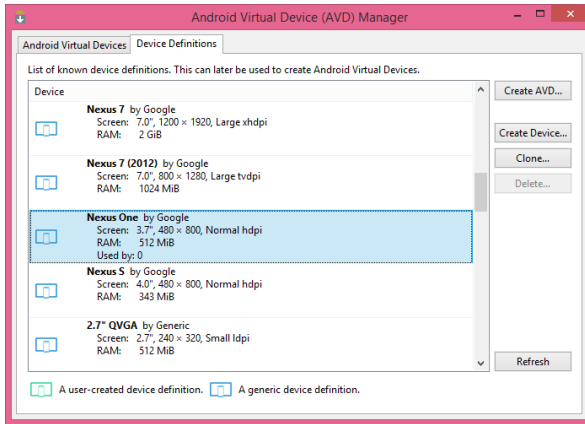 Android Virtual Device (AVD) Manager
Android Virtual Devices Device Definitions
List of known device definitions. This can later be used to create Android Virtual Devices.
Device
Create AVD...
Nexus 7 by Google
Screen: 7.0", 1200 × 1920, Large xhdpi
RAM: 2 GiB
Create Device...
Clone...
Nexus 7 (2012) by Google
Screen: 7.0", 800 × 1280, Large tvdpi
RAM: 1024 MiB
Delete...
Nexus One by Google
Screen: 3.7", 480 × 800, Normal hdpi
RAM: 512 MiB
Used by: 0
Nexus S by Google
Screen: 4.0", 480 × 800, Normal hdpi
RAM: 343 MiB
2.7" QVGA by Generic
Screen: 2.7", 240 × 320, Small ldpi
RAM: 512 MiB
Refresh
A user-created device definition. A generic device definition.